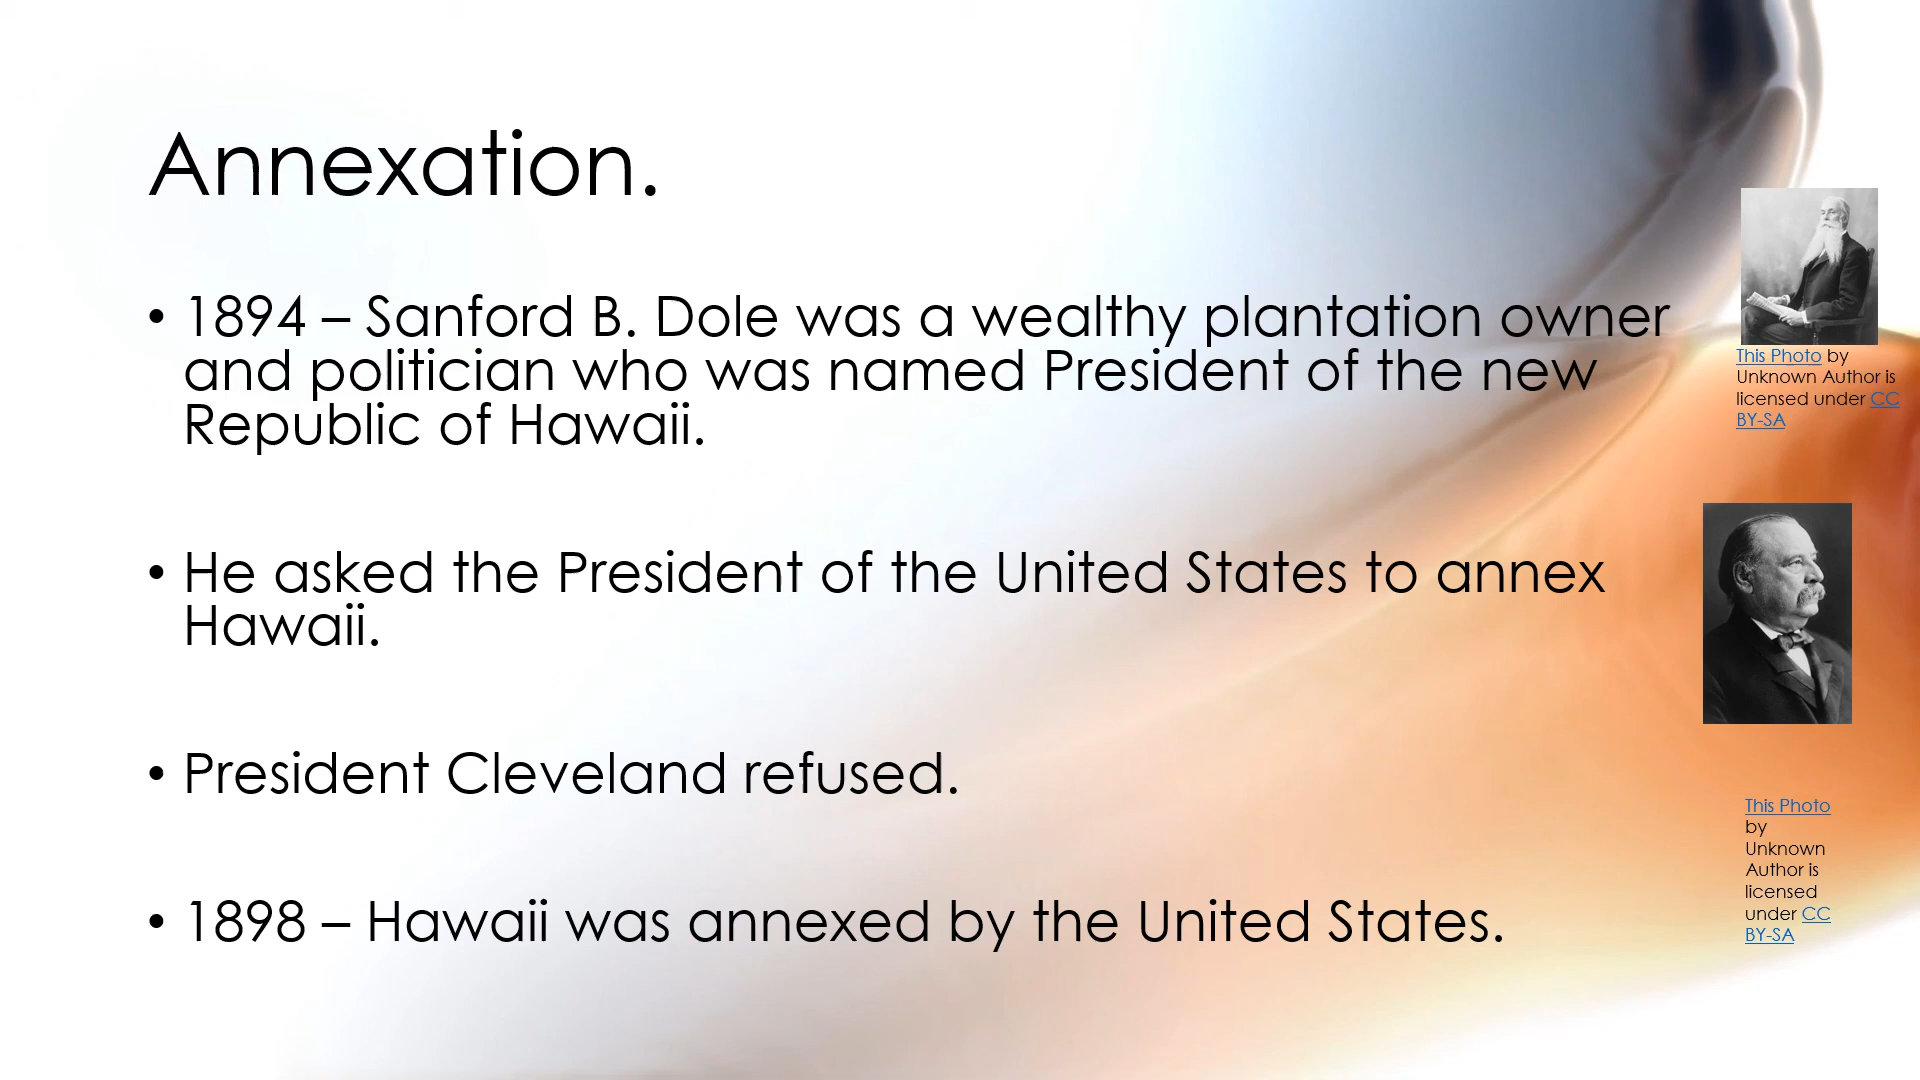 Annexation.
• 1894 – Sanford B. Dole was a wealthy plantation owner
and politician who was named President of the new
Republic of Hawaii.
• He asked the President of the United States to annex
Hawaii.
• President Cleveland refused.
• 1898 – Hawaii was annexed by the United States.
This Photo by
Unknown Author is
licensed under CC
BY-SA
This Photo
by
Unknown
Author is
licensed
under CC
BY-SA